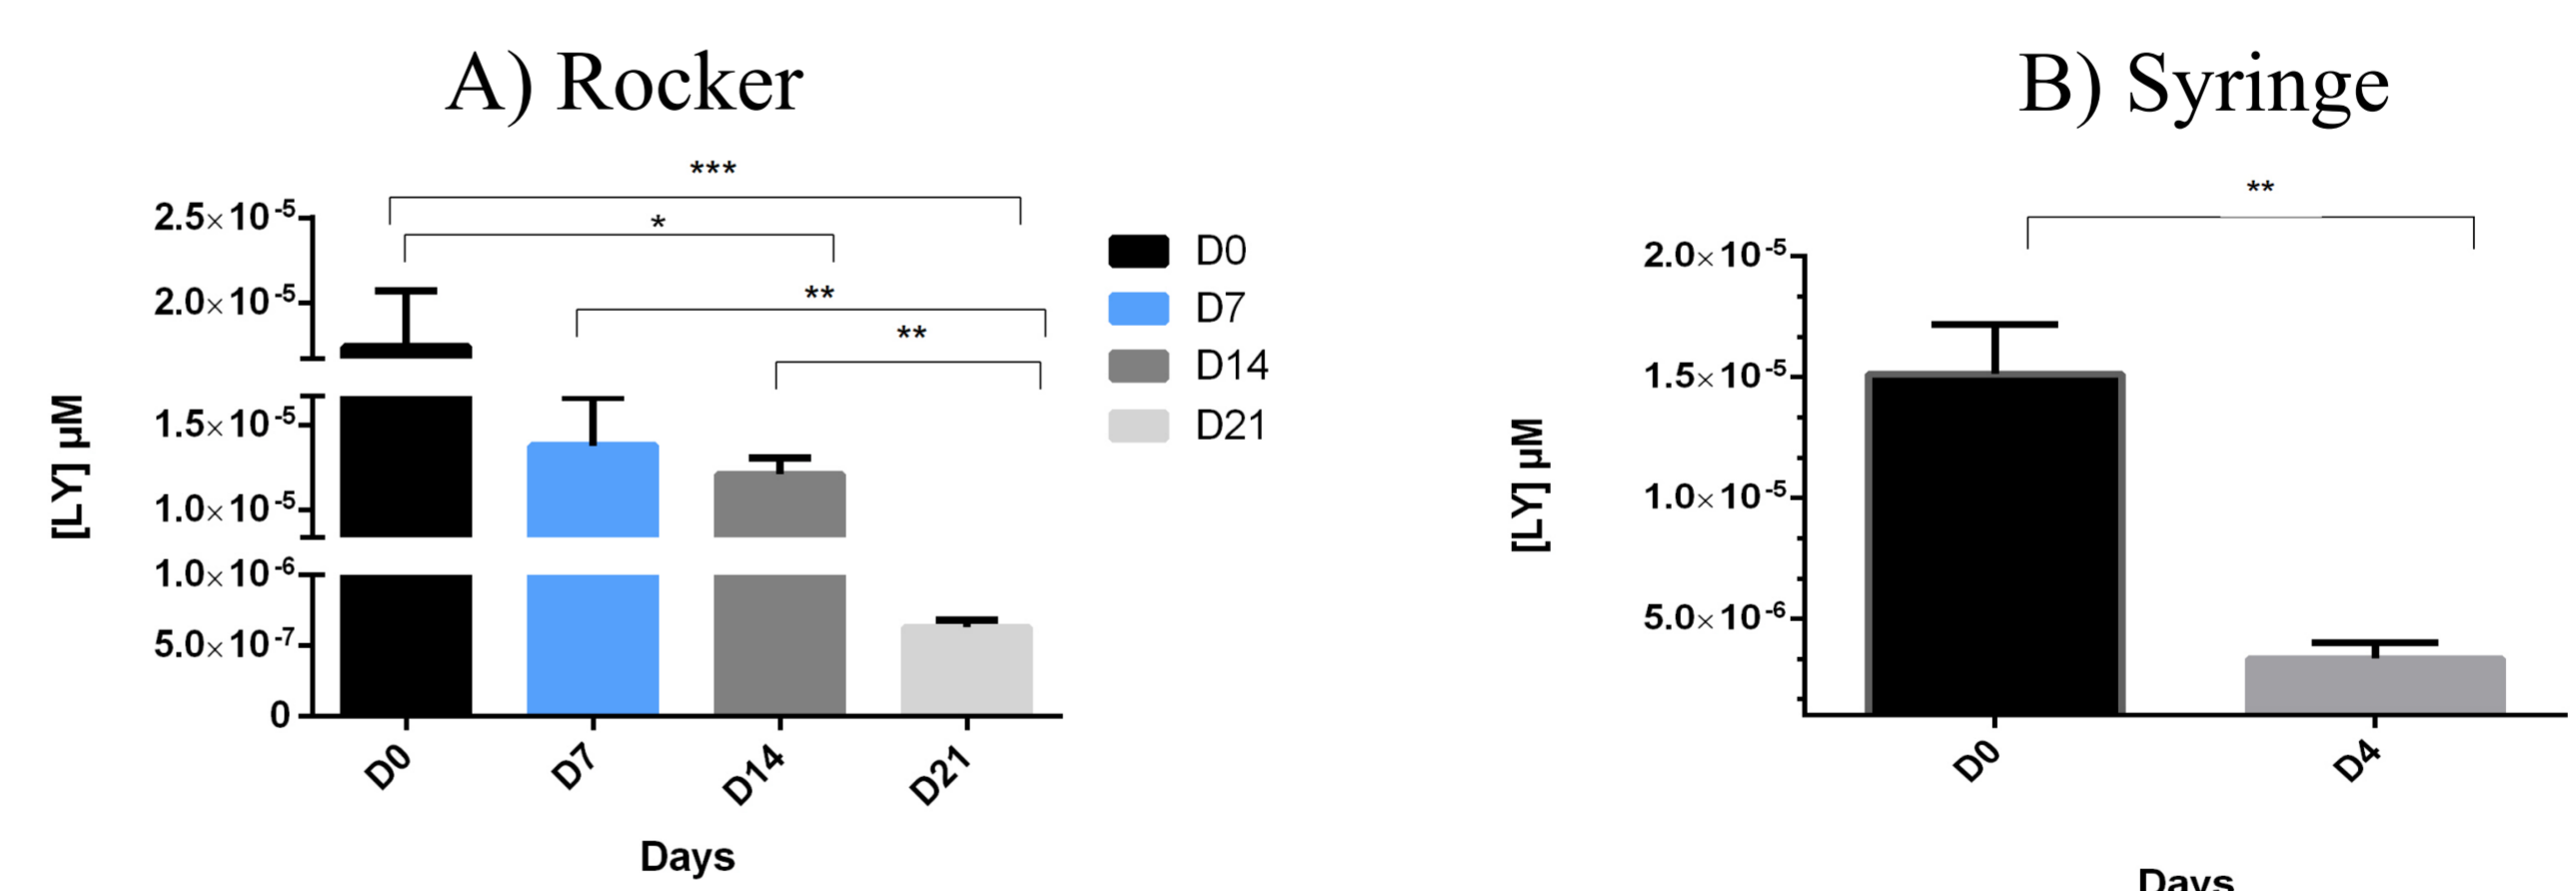 A) Rocker
B) Syringe
***
*
**
**
2.5×10⁻⁵
2.0×10⁻⁵
1.5×10⁻⁵
1.0×10⁻⁵
1.0×10⁻⁶
5.0×10⁻⁷
0
[LY] µM
D0
D7
D14
D21
Days
D0
D7
D14
D21
**
2.0×10⁻⁵
1.5×10⁻⁵
1.0×10⁻⁵
5.0×10⁻⁶
[LY] µM
D0
D4
Days